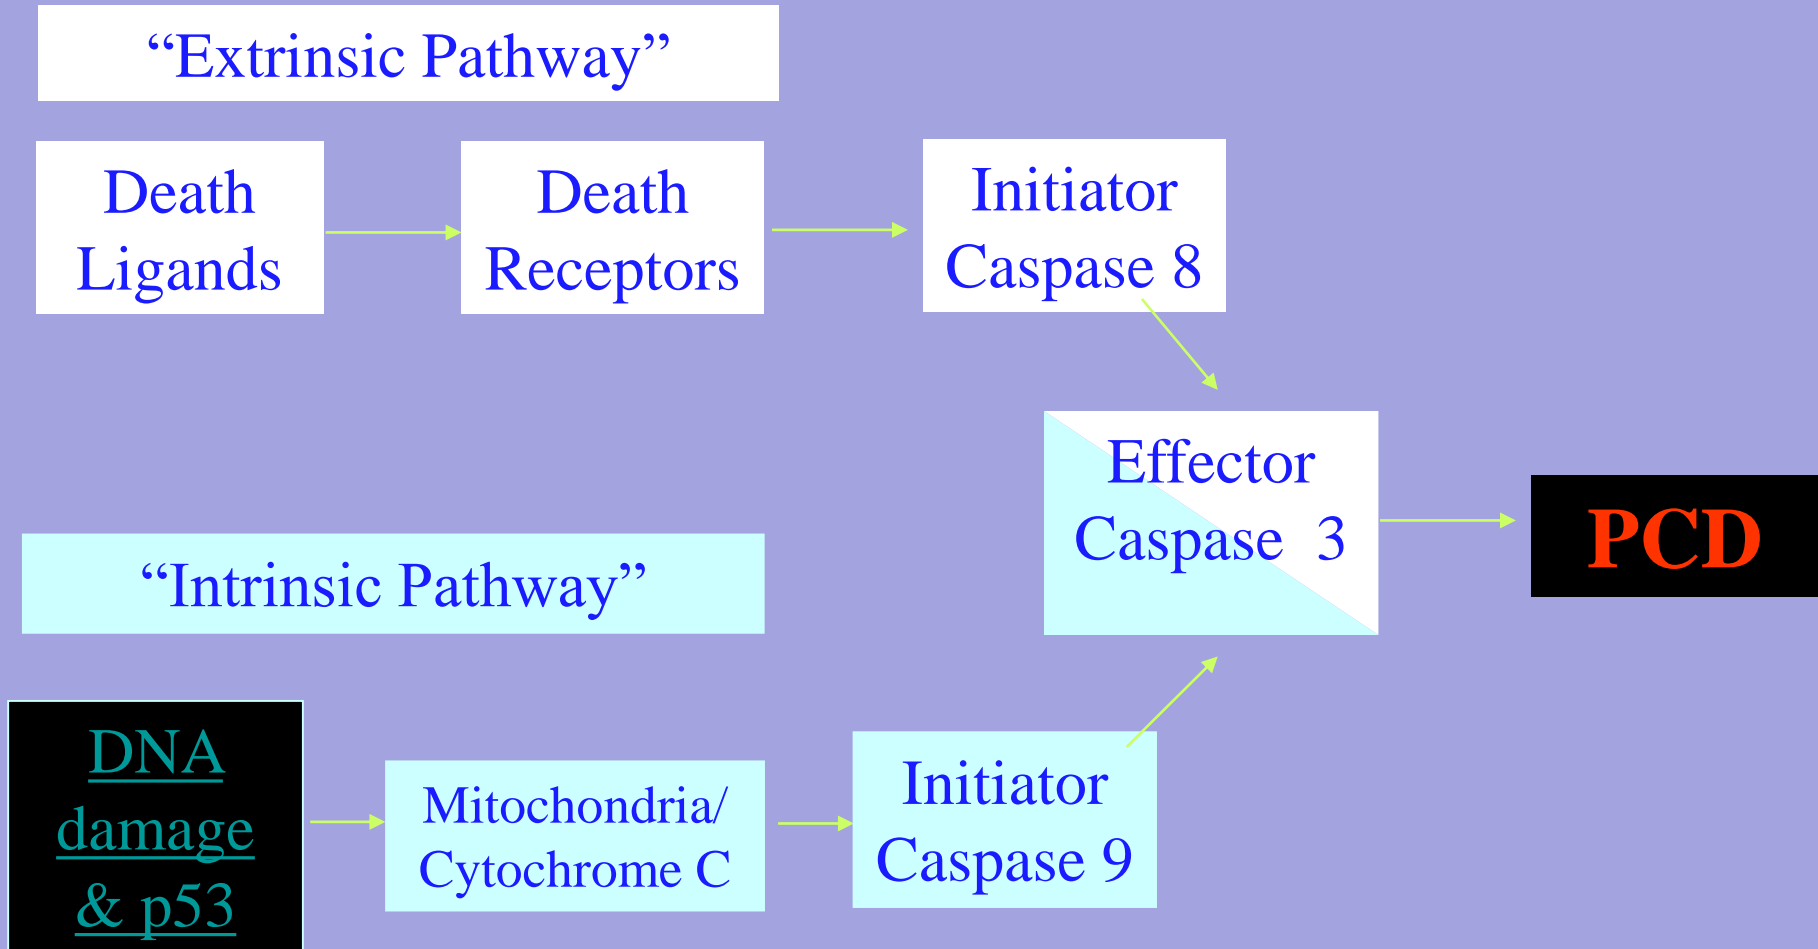 “Extrinsic Pathway”
Death
Ligands
Death
Receptors
Initiator
Caspase 8
Effector
Caspase 3
PCD
“Intrinsic Pathway”
DNA
damage
& p53
Mitochondria/
Cytochrome C
Initiator
Caspase 9